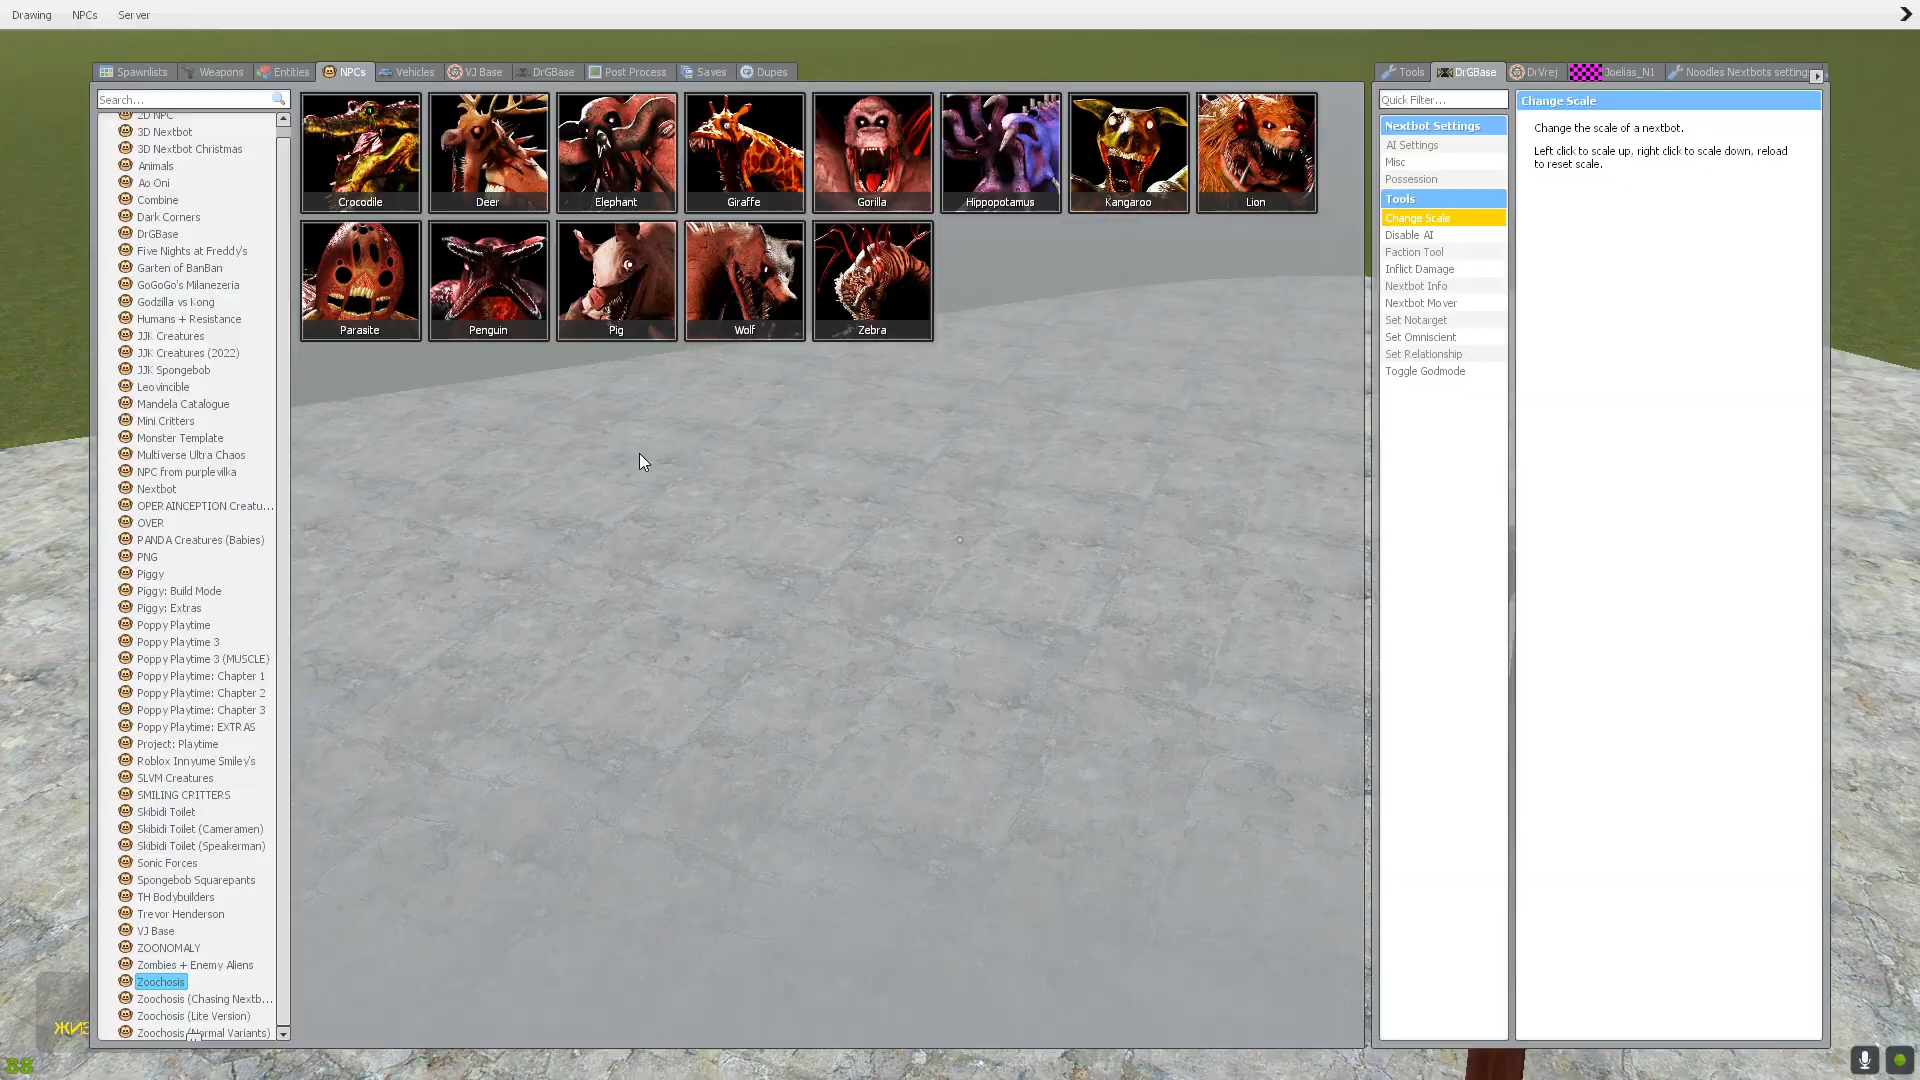 Drawing NPCs Server
Spawnlists Weapons Entities NPCs Vehicles VJ Base DrGBase Post Process Saves Dupes
Search...
2D NPC
3D Nextbot
3D Nextbot Christmas
Animals
Ao Oni
Combine
Dark Corners
DrGBase
Five Nights at Freddy's
Garten of BanBan
GoGoGo's Milanezeria
Godzilla vs Kong
Humans + Resistance
JJK Creatures
JJK Creatures (2022)
JJK Spongebob
Leovincible
Mandela Catalogue
Mini Critters
Monster Template
Multiverse Ultra Chaos
NPC from purplevilka
Nextbot
OPERAINCEPTION Creatu...
OVER
PANDA Creatures (Babies)
PNG
Piggy
Piggy: Build Mode
Piggy: Extras
Poppy Playtime
Poppy Playtime 3
Poppy Playtime 3 (MUSCLE)
Poppy Playtime: Chapter 1
Poppy Playtime: Chapter 2
Poppy Playtime: Chapter 3
Poppy Playtime: EXTRAS
Project: Playtime
Roblox Innyume Smiley's
SLVM Creatures
SMILING CRITTERS
Skibidi Toilet
Skibidi Toilet (Cameramen)
Skibidi Toilet (Speakerman)
Sonic Forces
Spongebob Squarepants
TH Bodybuilders
Trevor Henderson
VJ Base
ZOONOMALY
Zombies + Enemy Aliens
Zoochosis
Zoochosis (Chasing Nextb...
Zoochosis (Lite Version)
Zoochosis (Normal Variants)
Crocodile Deer Elephant Giraffe Gorilla Hippopotamus Kangaroo Lion
Parasite Penguin Pig Wolf Zebra
Tools DrGBase DrVrej Joelias_N1 Noodles Nextbots setting
Quick Filter...
Nextbot Settings
AI Settings
Misc
Possession
Tools
Change Scale
Disable AI
Faction Tool
Inflict Damage
Nextbot Info
Nextbot Mover
Set Notarget
Set Omniscient
Set Relationship
Toggle Godmode
Change Scale
Change the scale of a nextbot.
Left click to scale up, right click to scale down, reload
to reset scale.
ЖИЗ
88